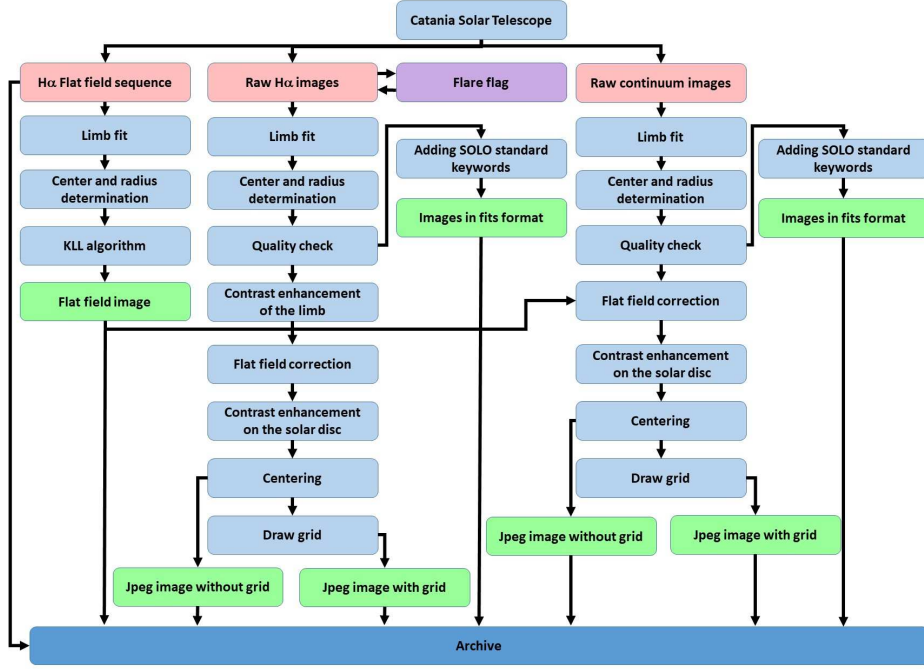 Catania Solar Telescope
Hα Flat field sequence
Raw Hα images
Flare flag
Raw continuum images
Limb fit
Limb fit
Limb fit
Adding SOLO standard
keywords
Adding SOLO standard
keywords
Center and radius
determination
Center and radius
determination
Center and radius
determination
Images in fits format
Images in fits format
KLL algorithm
Quality check
Quality check
Flat field image
Contrast enhancement
of the limb
Flat field correction
Flat field correction
Contrast enhancement
on the solar disc
Contrast enhancement
on the solar disc
Centering
Centering
Draw grid
Draw grid
Jpeg image without grid
Jpeg image with grid
Jpeg image without grid
Jpeg image with grid
Archive